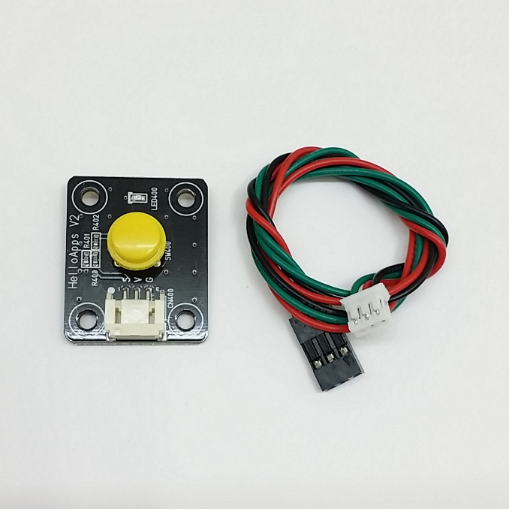 HelloApps V2
R400
R401
R402
LED400
SW400
S V G
CN400